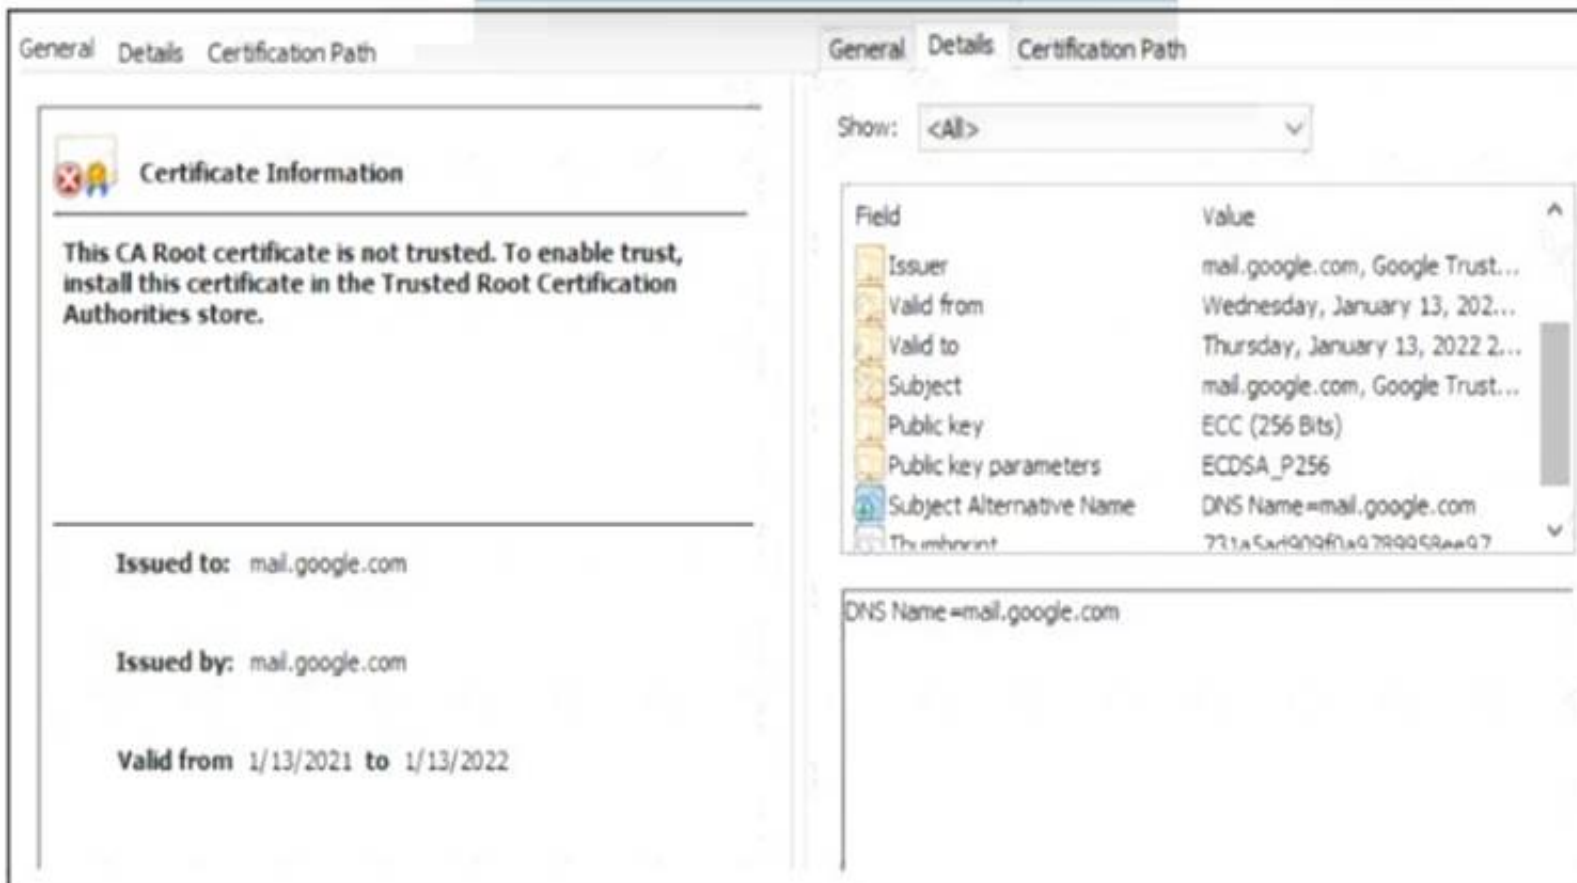 General Details Certification Path
Certificate Information
This CA Root certificate is not trusted. To enable trust,
install this certificate in the Trusted Root Certification
Authorities store.
Issued to: mail.google.com
Issued by: mail.google.com
Valid from 1/13/2021 to 1/13/2022
General Details Certification Path
Show: <All>
Field Value
Issuer mail.google.com, Google Trust...
Valid from Wednesday, January 13, 202...
Valid to Thursday, January 13, 2022 2...
Subject mail.google.com, Google Trust...
Public key ECC (256 Bits)
Public key parameters ECDSA_P256
Subject Alternative Name DNS Name=mail.google.com
Thumbprint
DNS Name=mail.google.com